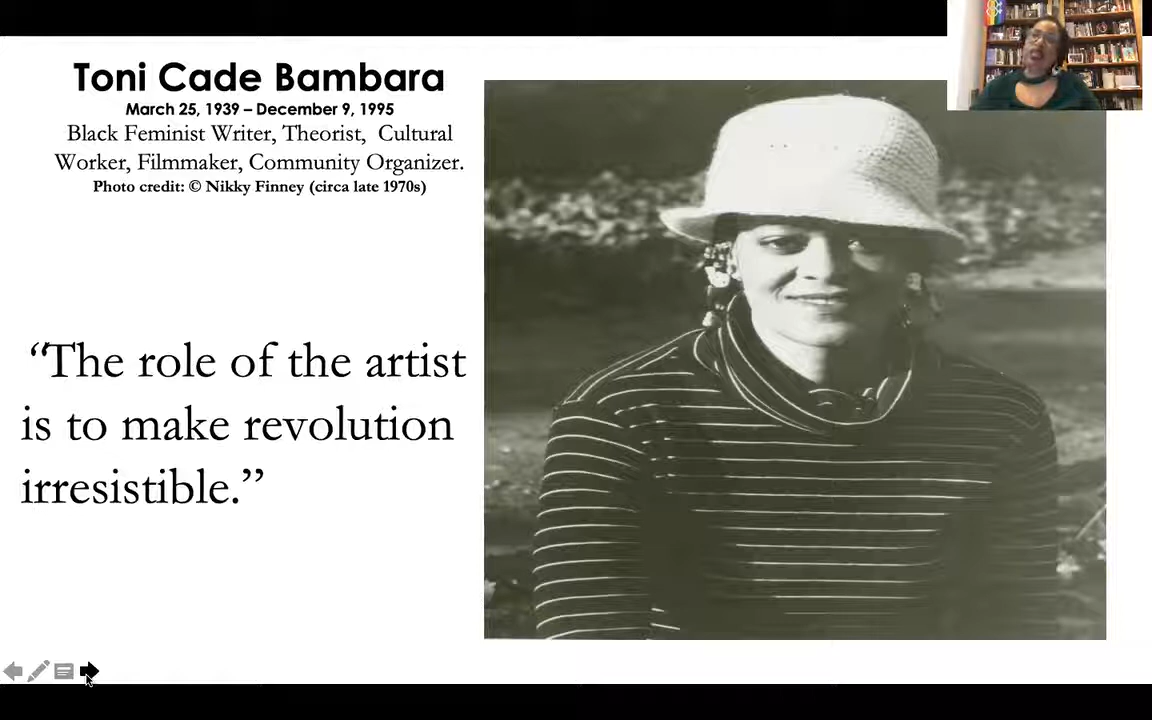 Toni Cade Bambara
March 25, 1939 – December 9, 1995
Black Feminist Writer, Theorist, Cultural
Worker, Filmmaker, Community Organizer.
Photo credit: © Nikky Finney (circa late 1970s)
“The role of the artist
is to make revolution
irresistible.”